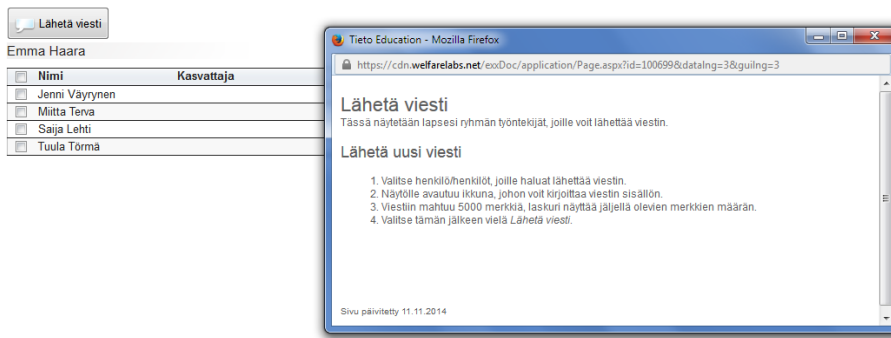 Lähetä viesti
Emma Haara
Nimi Kasvattaja
Jenni Väyrynen
Miitta Terva
Saija Lehti
Tuula Törmä
Tieto Education - Mozilla Firefox
https://cdn.welfarelabs.net/exxDoc/application/Page.aspx?id=100699&datalng=3&guilng=3
Lähetä viesti
Tässä näytetään lapsesi ryhmän työntekijät, joille voit lähettää viestin.
Lähetä uusi viesti
1. Valitse henkilö/henkilöt, joille haluat lähettää viestin.
2. Näytölle avautuu ikkuna, johon voit kirjoittaa viestin sisällön.
3. Viestiin mahtuu 5000 merkkiä, laskuri näyttää jäljellä olevien merkkien määrän.
4. Valitse tämän jälkeen vielä Lähetä viesti.
Sivu päivitetty 11.11.2014